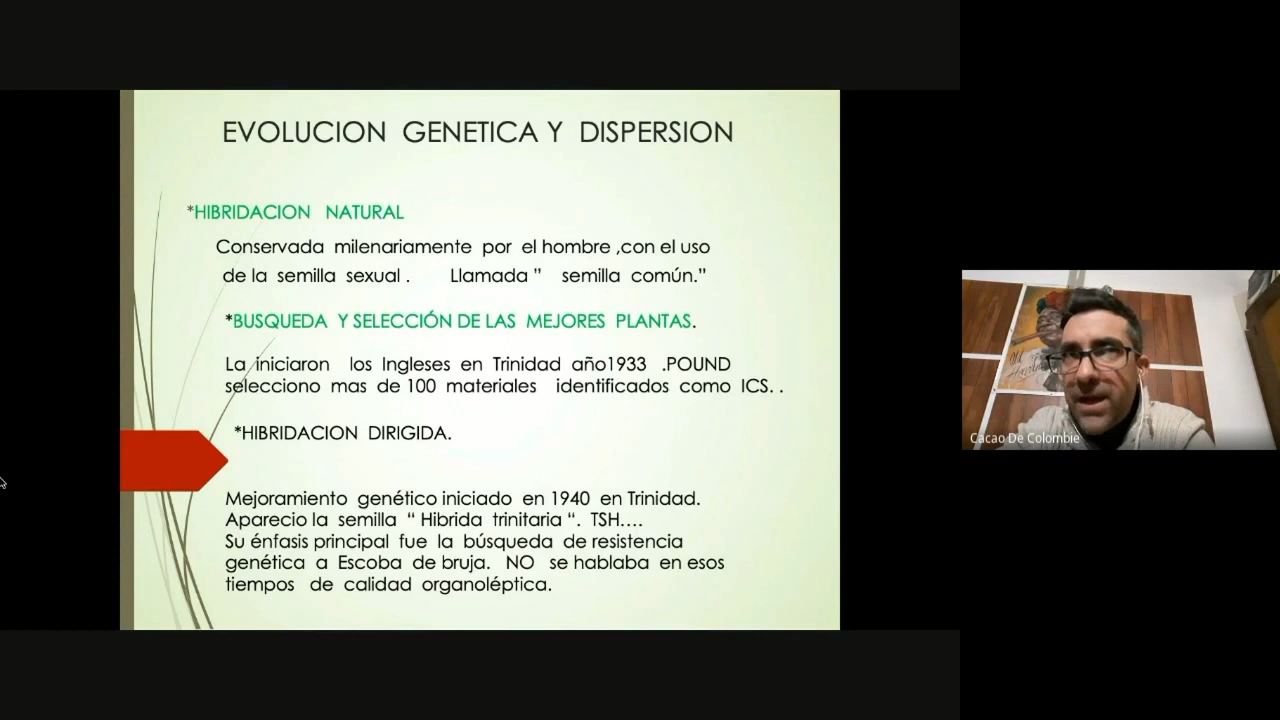 EVOLUCION GENETICA Y DISPERSION
*HIBRIDACION NATURAL
Conservada milenariamente por el hombre ,con el uso
de la semilla sexual . Llamada ” semilla común.”
*BUSQUEDA Y SELECCIÓN DE LAS MEJORES PLANTAS.
La iniciaron los Ingleses en Trinidad año1933 .POUND
selecciono mas de 100 materiales identificados como ICS. .
*HIBRIDACION DIRIGIDA.
Mejoramiento genético iniciado en 1940 en Trinidad.
Aparecio la semilla “ Hibrida trinitaria “. TSH....
Su énfasis principal fue la búsqueda de resistencia
genética a Escoba de bruja. NO se hablaba en esos
tiempos de calidad organoléptica.
Cacao De Colombie